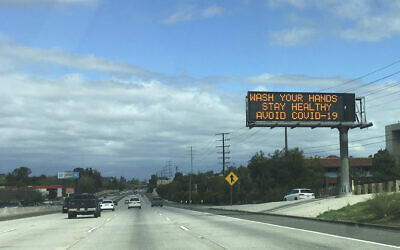 WASH YOUR HANDS
STAY HEALTHY
AVOID COVID-19